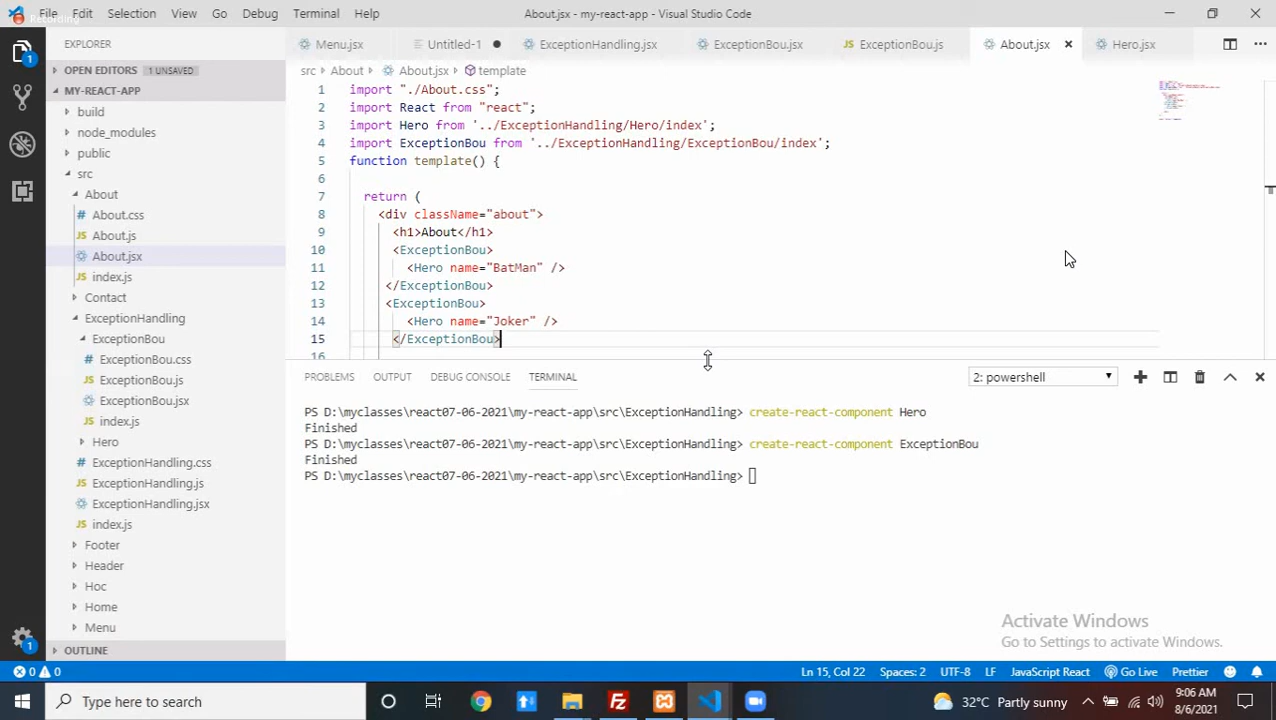 File Edit Selection View Go Debug Terminal Help About.jsx - my-react-app - Visual Studio Code
Recording
EXPLORER
Menu.jsx Untitled-1 ExceptionHandling.jsx ExceptionBou.jsx ExceptionBou.js About.jsx Hero.jsx
OPEN EDITORS 1 UNSAVED
src About About.jsx template
MY-REACT-APP
build
node_modules
public
src
About
About.css
About.js
About.jsx
index.js
Contact
ExceptionHandling
ExceptionBou
ExceptionBou.css
ExceptionBou.js
ExceptionBou.jsx
index.js
Hero
ExceptionHandling.css
ExceptionHandling.js
ExceptionHandling.jsx
index.js
Footer
Header
Hoc
Home
Menu
OUTLINE
1 import "./About.css";
2 import React from "react";
3 import Hero from '../ExceptionHandling/Hero/index';
4 import ExceptionBou from '../ExceptionHandling/ExceptionBou/index';
5 function template() {
6
7 return (
8 <div className="about">
9 <h1>About</h1>
10 <ExceptionBou>
11 <Hero name="BatMan" />
12 </ExceptionBou>
13 <ExceptionBou>
14 <Hero name="Joker" />
15 </ExceptionBou>
16
PROBLEMS OUTPUT DEBUG CONSOLE TERMINAL 2: powershell
PS D:\myclasses\react07-06-2021\my-react-app\src\ExceptionHandling> create-react-component Hero
Finished
PS D:\myclasses\react07-06-2021\my-react-app\src\ExceptionHandling> create-react-component ExceptionBou
Finished
PS D:\myclasses\react07-06-2021\my-react-app\src\ExceptionHandling>
Activate Windows
Go to Settings to activate Windows.
1
1
0 0 Ln 15, Col 22 Spaces: 2 UTF-8 LF JavaScript React Go Live Prettier
Type here to search 32°C Partly sunny 9:06 AM
8/6/2021